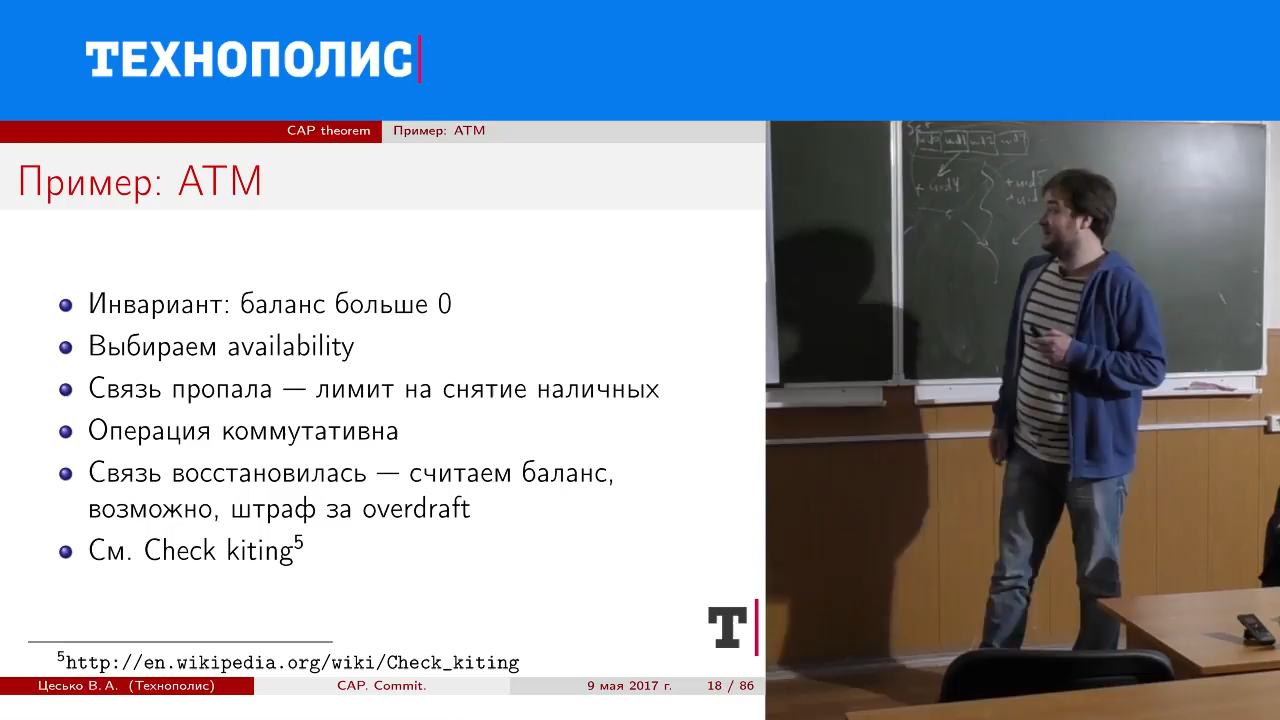 ТЕХНОПОЛИС
CAP theorem
Пример: ATM
Пример: ATM
Инвариант: баланс больше 0
Выбираем availability
Связь пропала — лимит на снятие наличных
Операция коммутативна
Связь восстановилась — считаем баланс,
возможно, штраф за overdraft
См. Check kiting5
5http://en.wikipedia.org/wiki/Check_kiting
Т
Цесько В. А. (Технополис)
CAP. Commit.
9 мая 2017 г.
18 / 86